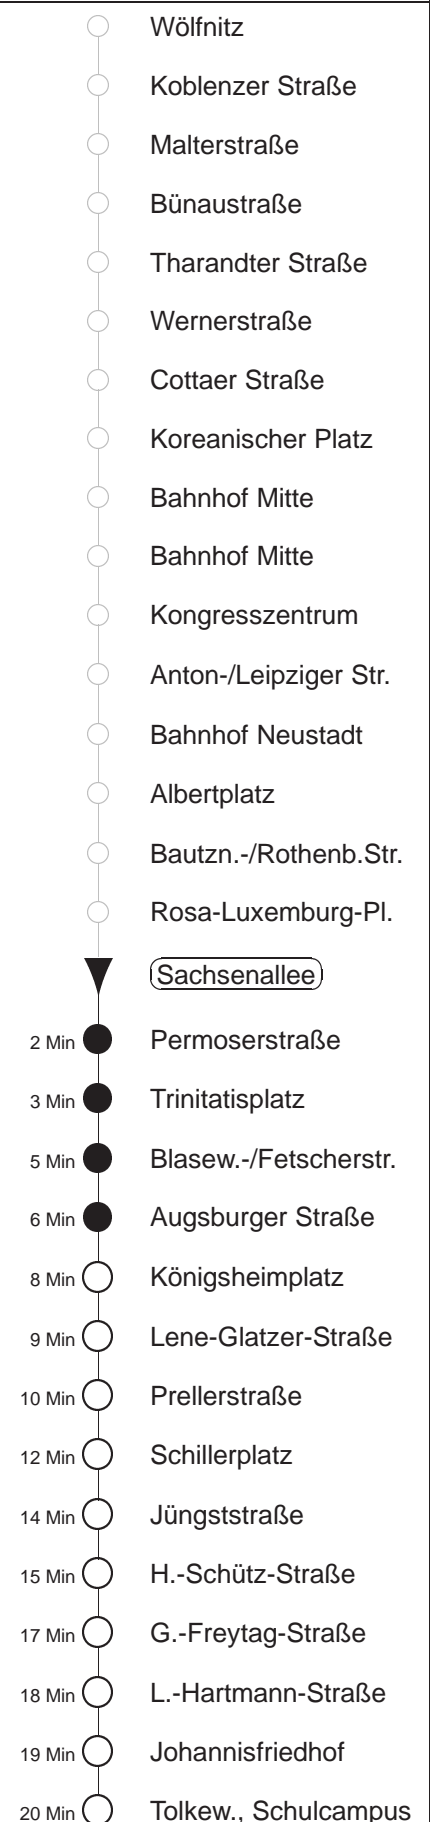 Wölfnitz
Koblenzer Straße
Malterstraße
Bünaustraße
Tharandter Straße
Wernerstraße
Cottaer Straße
Koreanischer Platz
Bahnhof Mitte
Bahnhof Mitte
Kongresszentrum
Anton-/Leipziger Str.
Bahnhof Neustadt
Albertplatz
Bautzn.-/Rothenb.Str.
Rosa-Luxemburg-Pl.
Sachsenallee
2 Min Permoserstraße
3 Min Trinitatisplatz
5 Min Blasew.-/Fetscherstr.
6 Min Augsburger Straße
8 Min Königsheimplatz
9 Min Lene-Glatzer-Straße
10 Min Prellerstraße
12 Min Schillerplatz
14 Min Jüngststraße
15 Min H.-Schütz-Straße
17 Min G.-Freytag-Straße
18 Min L.-Hartmann-Straße
19 Min Johannisfriedhof
20 Min Tolkew., Schulcampus